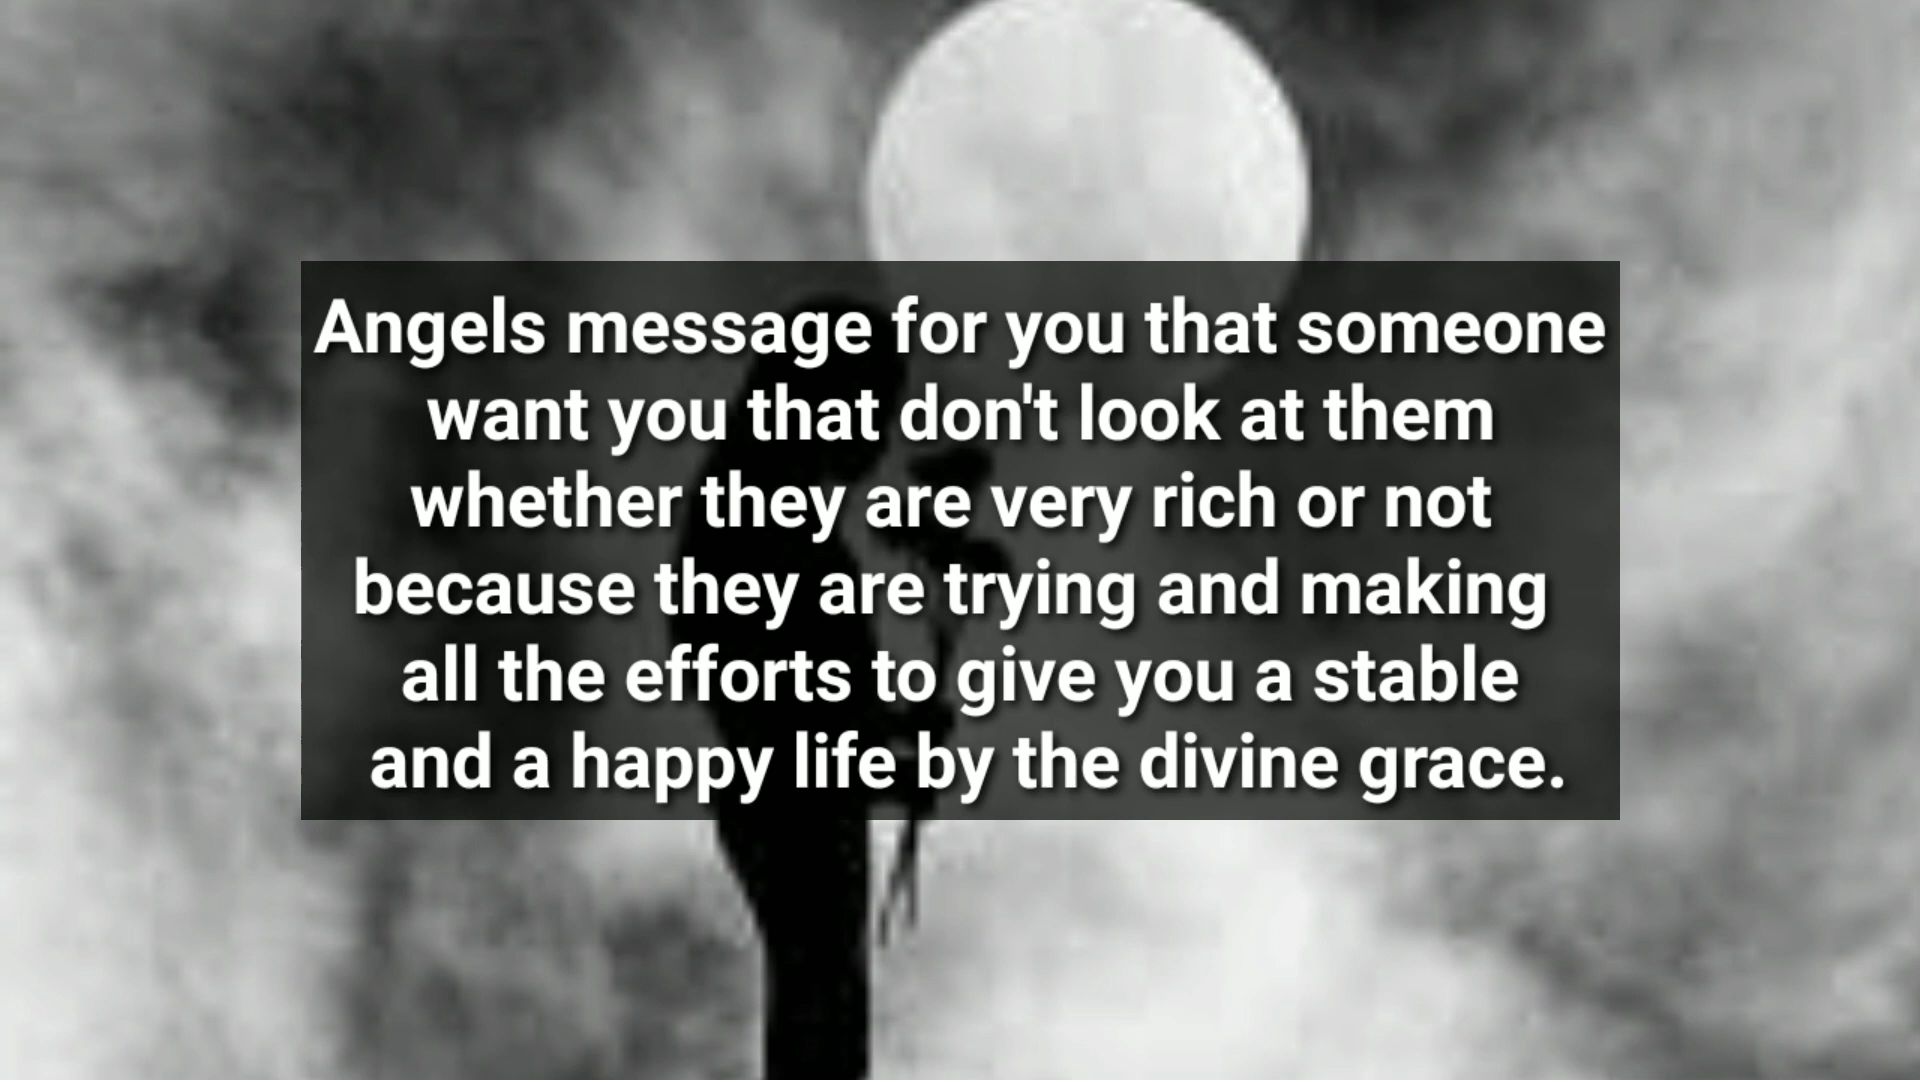 Angels message for you that someone
want you that don't look at them
whether they are very rich or not
because they are trying and making
all the efforts to give you a stable
and a happy life by the divine grace.